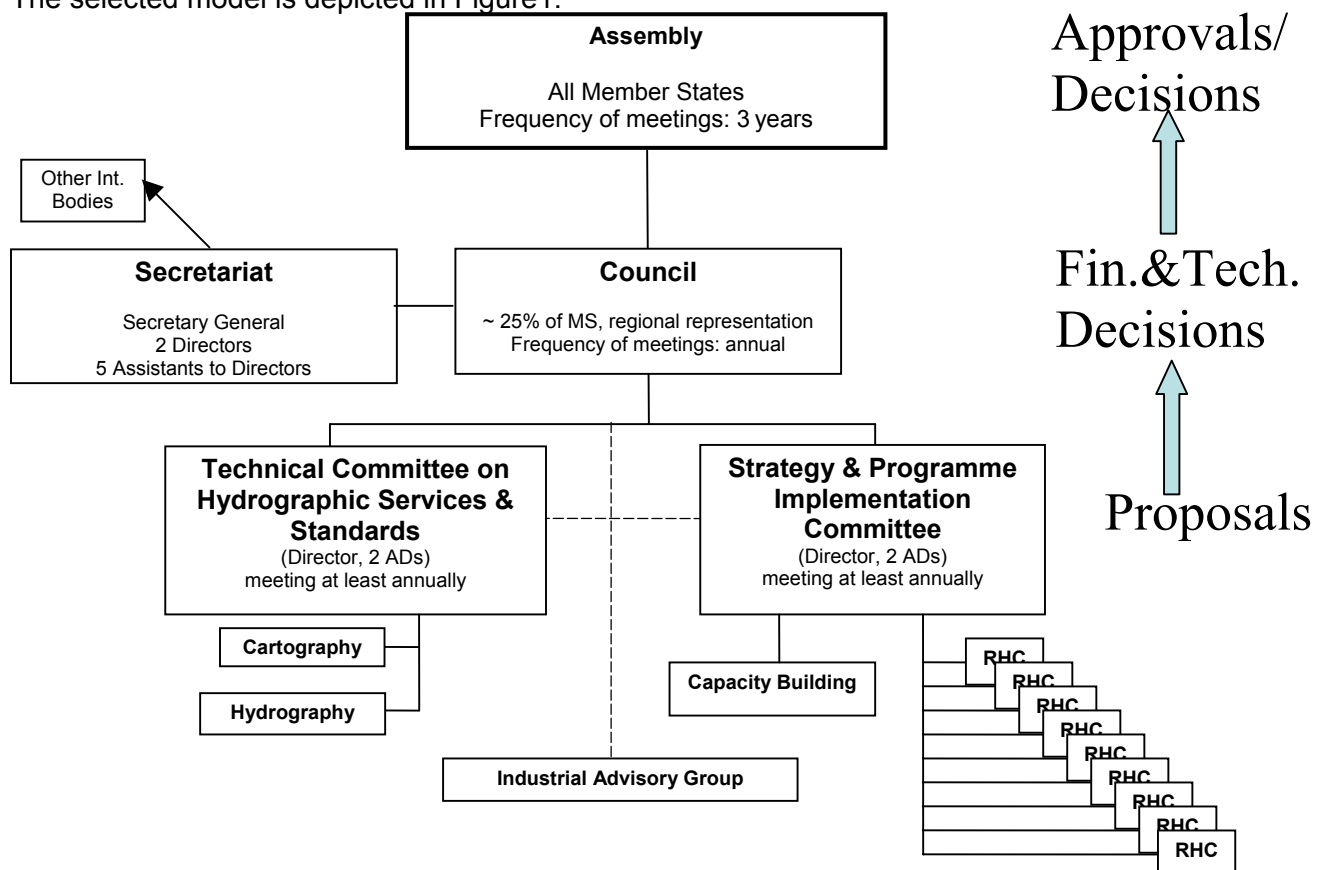 The selected model is depicted in Figure1.
Assembly
All Member States
Frequency of meetings: 3 years
Approvals/
Decisions
Other Int.
Bodies
Secretariat
Secretary General
2 Directors
5 Assistants to Directors
Council
~ 25% of MS, regional representation
Frequency of meetings: annual
Fin.&Tech.
Decisions
Technical Committee on
Hydrographic Services &
Standards
(Director, 2 ADs)
meeting at least annually
Strategy & Programme
Implementation
Committee
(Director, 2 ADs)
meeting at least annually
Proposals
Cartography
Hydrography
Capacity Building
Industrial Advisory Group
RHC
RHC
RHC
RHC
RHC
RHC
RHC
RHC
RHC